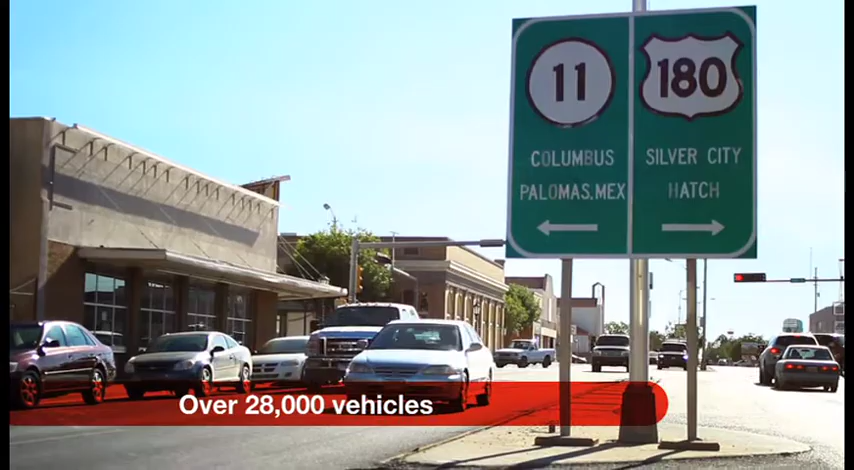 11
180
COLUMBUS
PALOMAS.MEX
SILVER CITY
HATCH
Over 28,000 vehicles